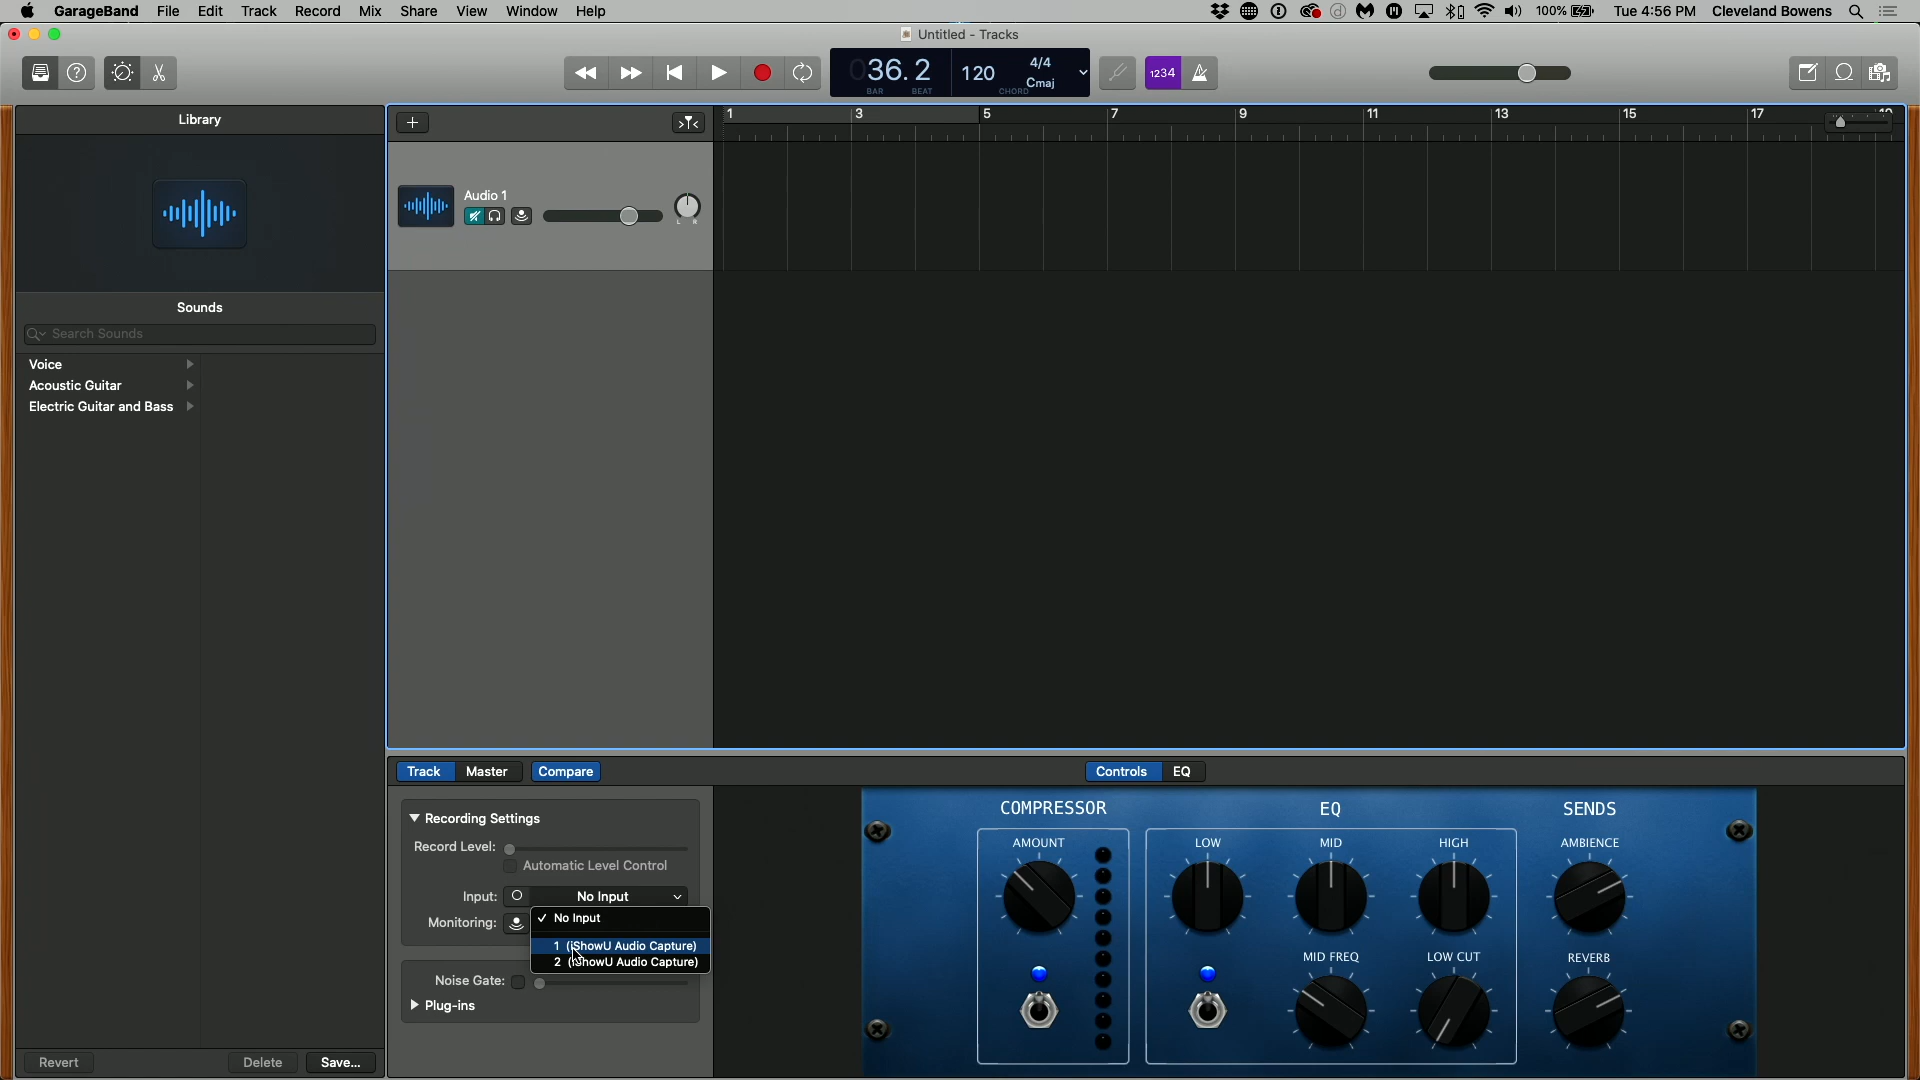 GarageBand File Edit Track Record Mix Share View Window Help 100% Tue 4:56 PM Cleveland Bowens
Untitled - Tracks
036. 2 120 4/4 Cmaj 1234
BAR BEAT CHORD
Library
1 3 5 7 9 11 13 15 17 19
Audio 1
L R
Sounds
Search Sounds
Voice
Acoustic Guitar
Electric Guitar and Bass
Track Master Compare Controls EQ
Recording Settings
Record Level:
Automatic Level Control
Input: No Input
Monitoring:
No Input
1 (iShowU Audio Capture)
2 (iShowU Audio Capture)
Noise Gate:
Plug-ins
COMPRESSOR EQ SENDS
AMOUNT LOW MID HIGH AMBIENCE
MID FREQ LOW CUT REVERB
Revert Delete Save...